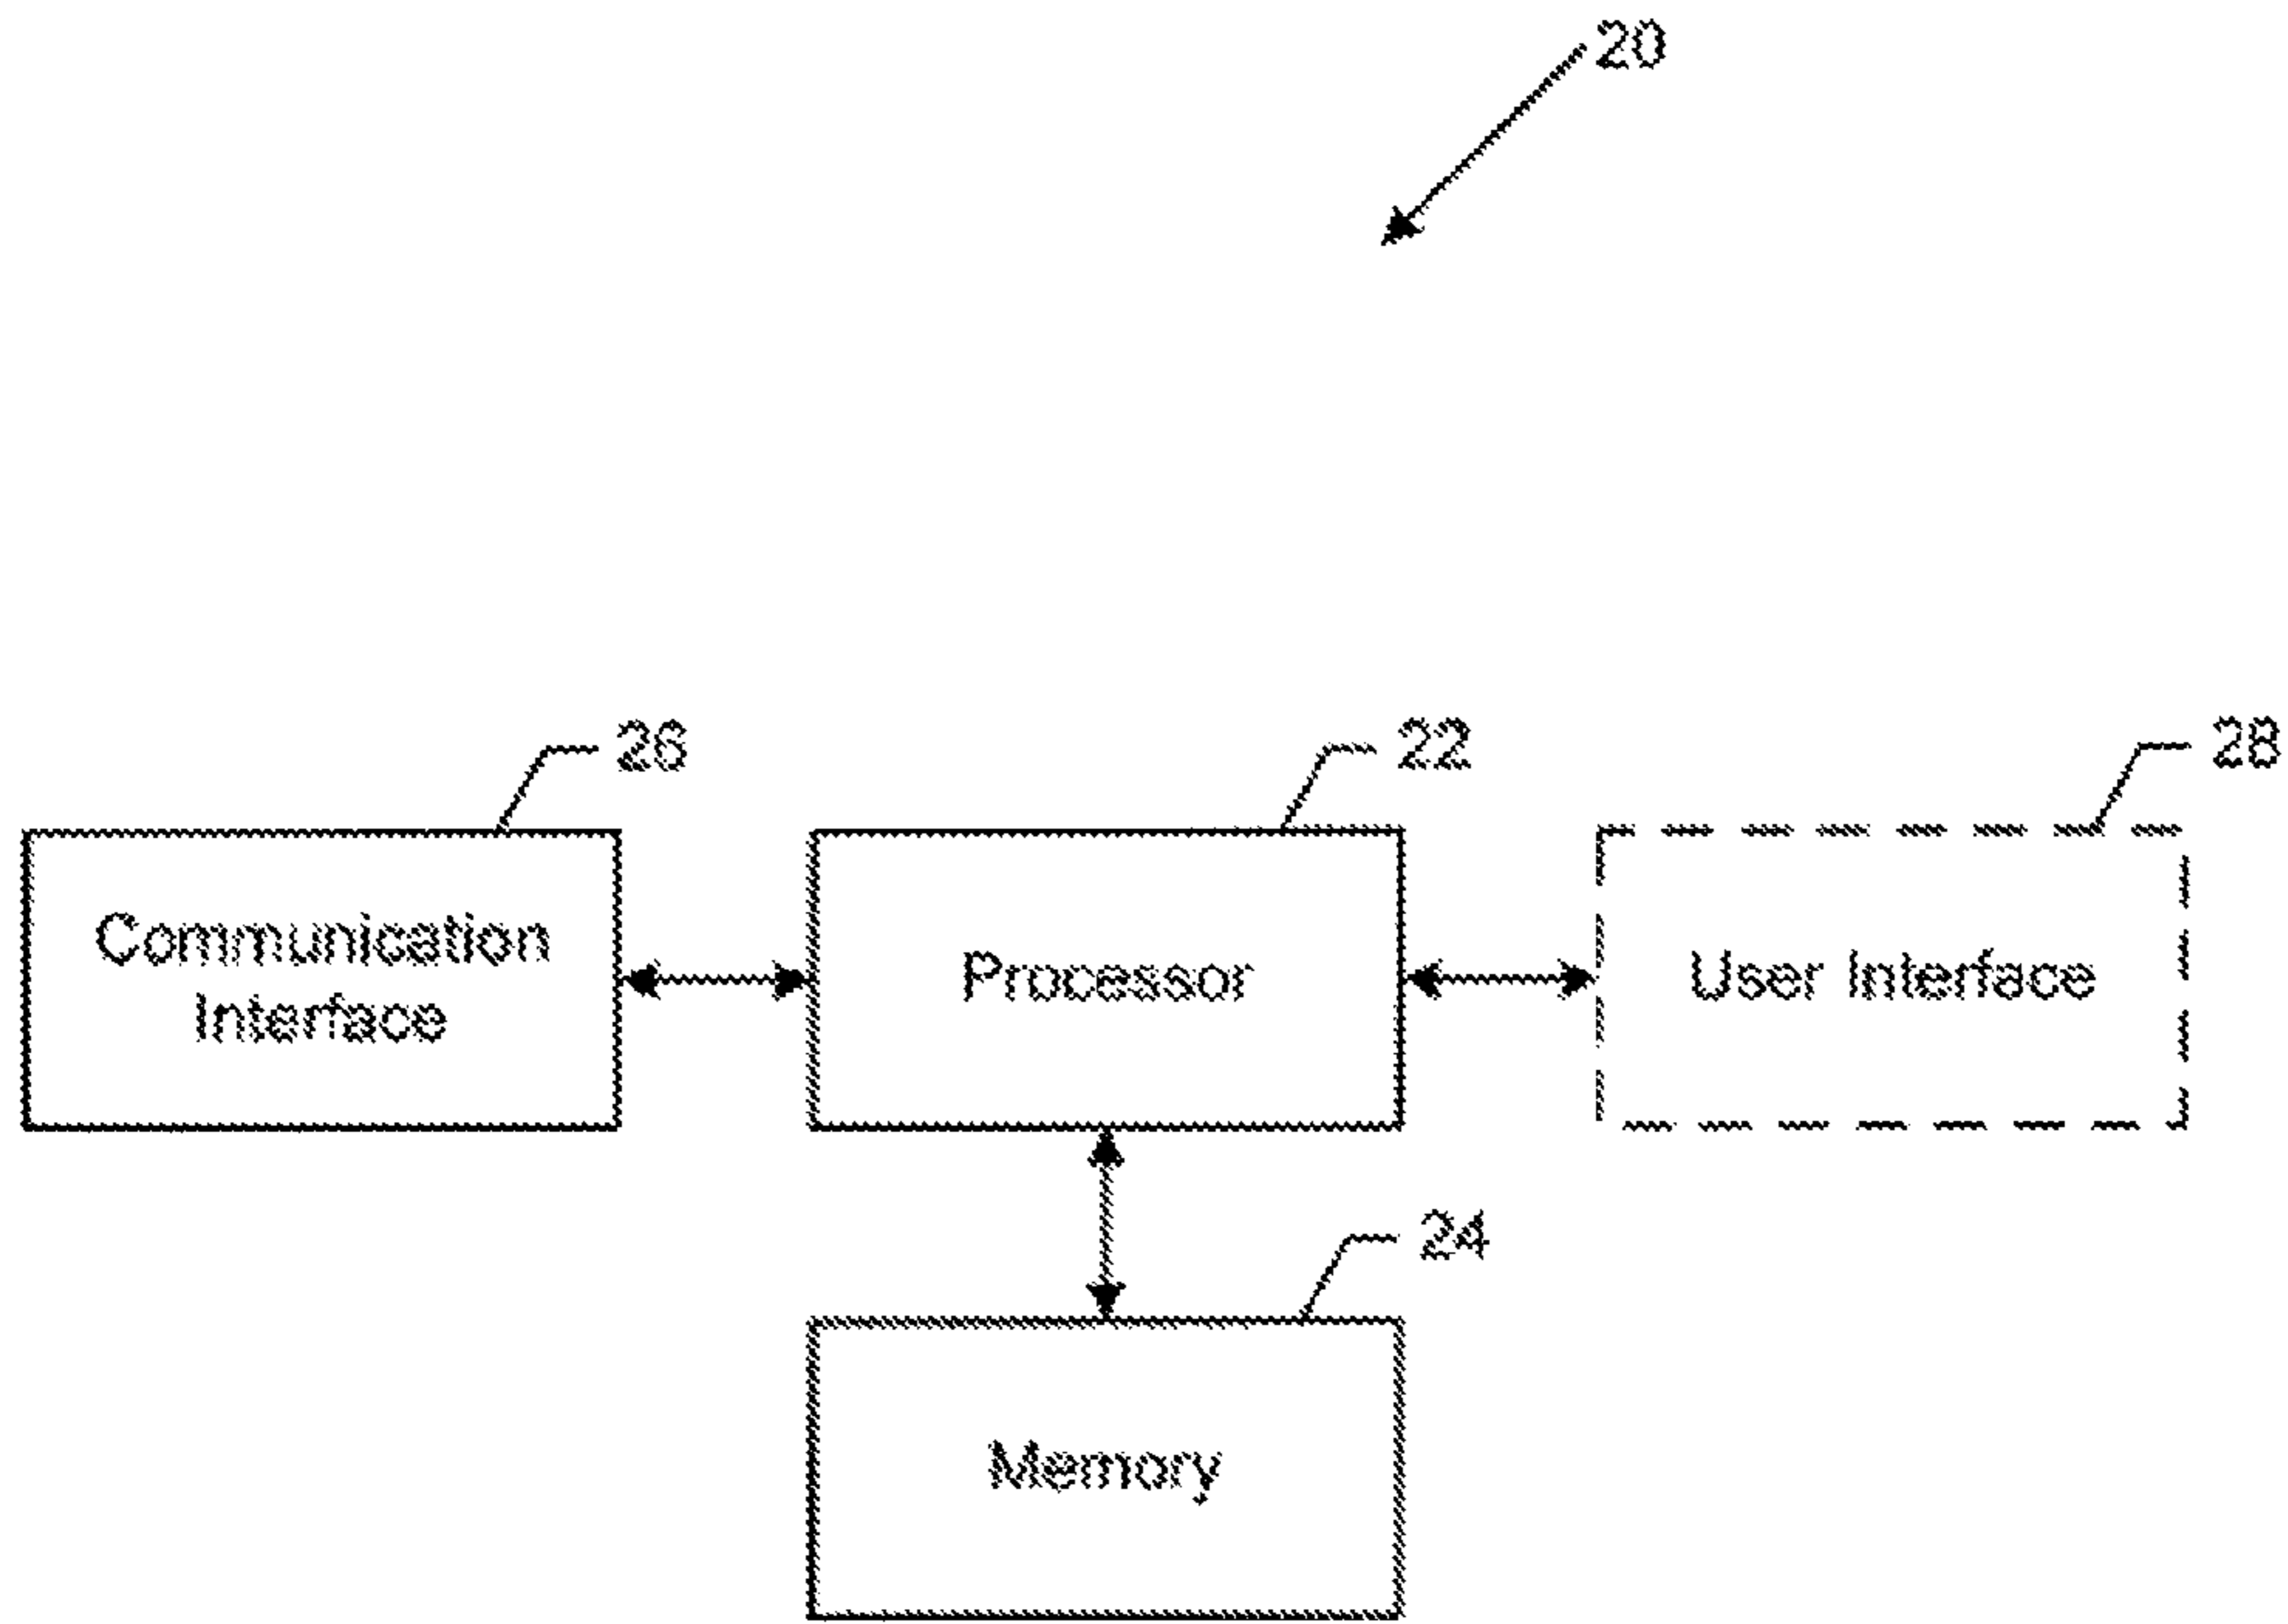 20
26
22
28
Communication
Interface
Processor
User Interface
24
Memory